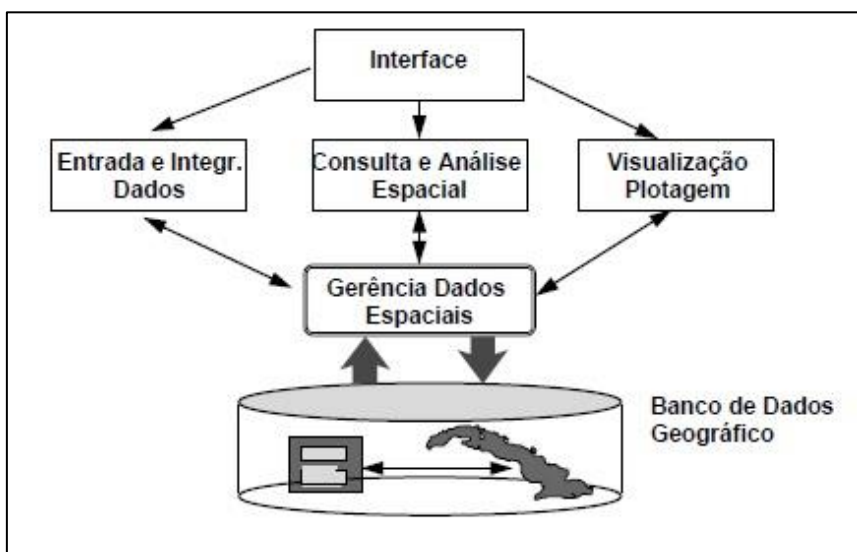 Interface
Entrada e Integr.
Dados
Consulta e Análise
Espacial
Visualização
Plotagem
Gerência Dados
Espaciais
Banco de Dados
Geográfico